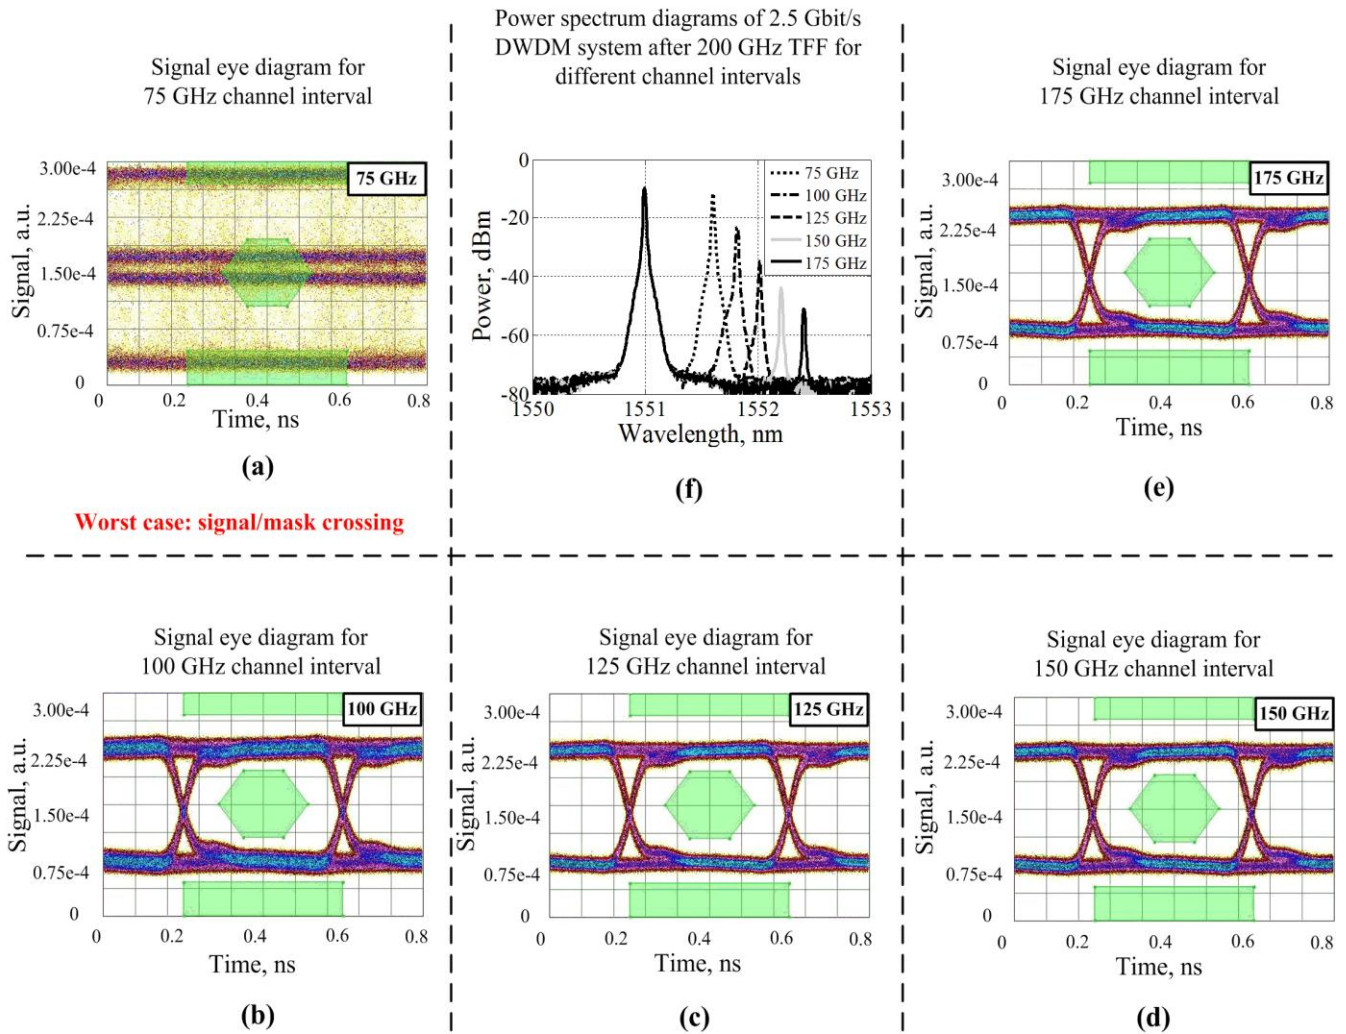 Signal eye diagram for
75 GHz channel interval
3.00e-4
2.25e-4
1.50e-4
0.75e-4
0
Signal, a.u.
75 GHz
0 0.2 0.4 0.6 0.8
Time, ns
(a)
Worst case: signal/mask crossing
Power spectrum diagrams of 2.5 Gbit/s
DWDM system after 200 GHz TFF for
different channel intervals
0
-20
-40
-60
-80
Power, dBm
75 GHz
100 GHz
125 GHz
150 GHz
175 GHz
1550 1551 1552 1553
Wavelength, nm
(f)
Signal eye diagram for
175 GHz channel interval
3.00e-4
2.25e-4
1.50e-4
0.75e-4
0
Signal, a.u.
175 GHz
0 0.2 0.4 0.6 0.8
Time, ns
(e)
Signal eye diagram for
100 GHz channel interval
3.00e-4
2.25e-4
1.50e-4
0.75e-4
0
Signal, a.u.
100 GHz
0 0.2 0.4 0.6 0.8
Time, ns
(b)
Signal eye diagram for
125 GHz channel interval
3.00e-4
2.25e-4
1.50e-4
0.75e-4
0
Signal, a.u.
125 GHz
0 0.2 0.4 0.6 0.8
Time, ns
(c)
Signal eye diagram for
150 GHz channel interval
3.00e-4
2.25e-4
1.50e-4
0.75e-4
0
Signal, a.u.
150 GHz
0 0.2 0.4 0.6 0.8
Time, ns
(d)